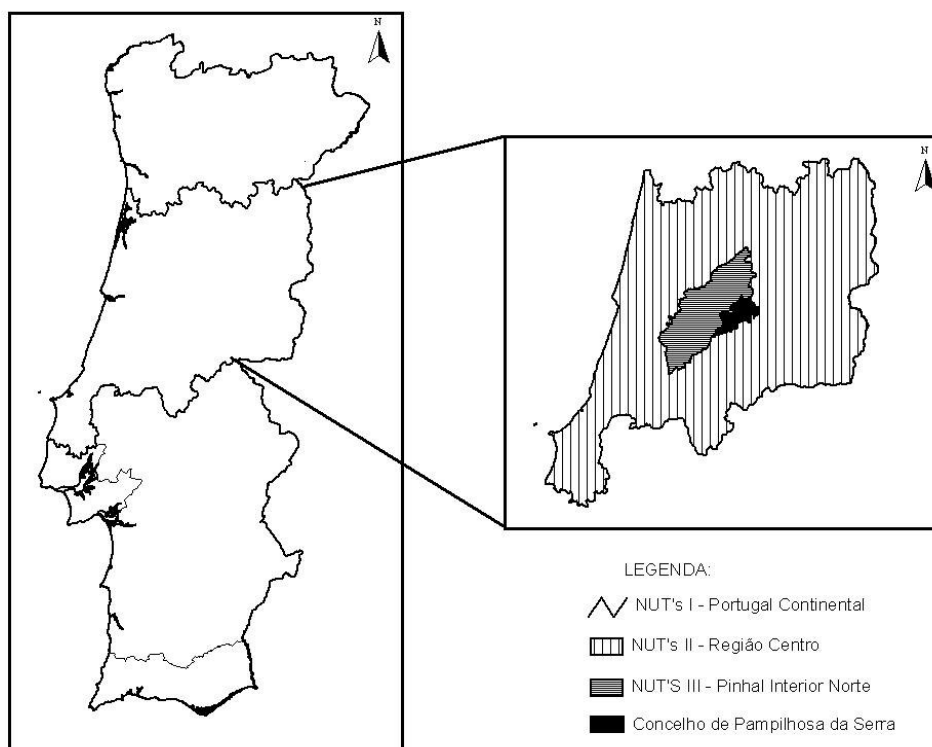 N
N
LEGENDA:
NUT's I - Portugal Continental
NUT's II - Região Centro
NUT'S III - Pinhal Interior Norte
Concelho de Pampilhosa da Serra